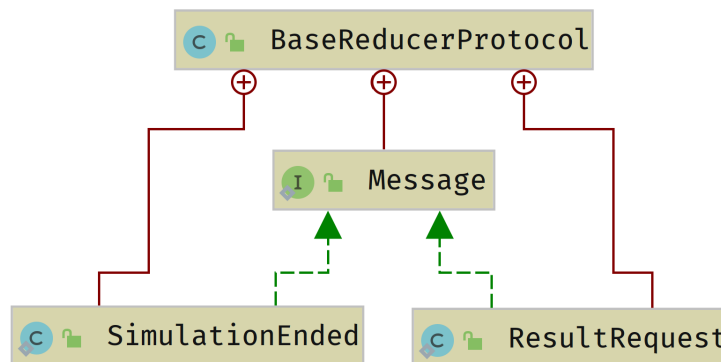 C BaseReducerProtocol
I Message
C SimulationEnded
C ResultRequest